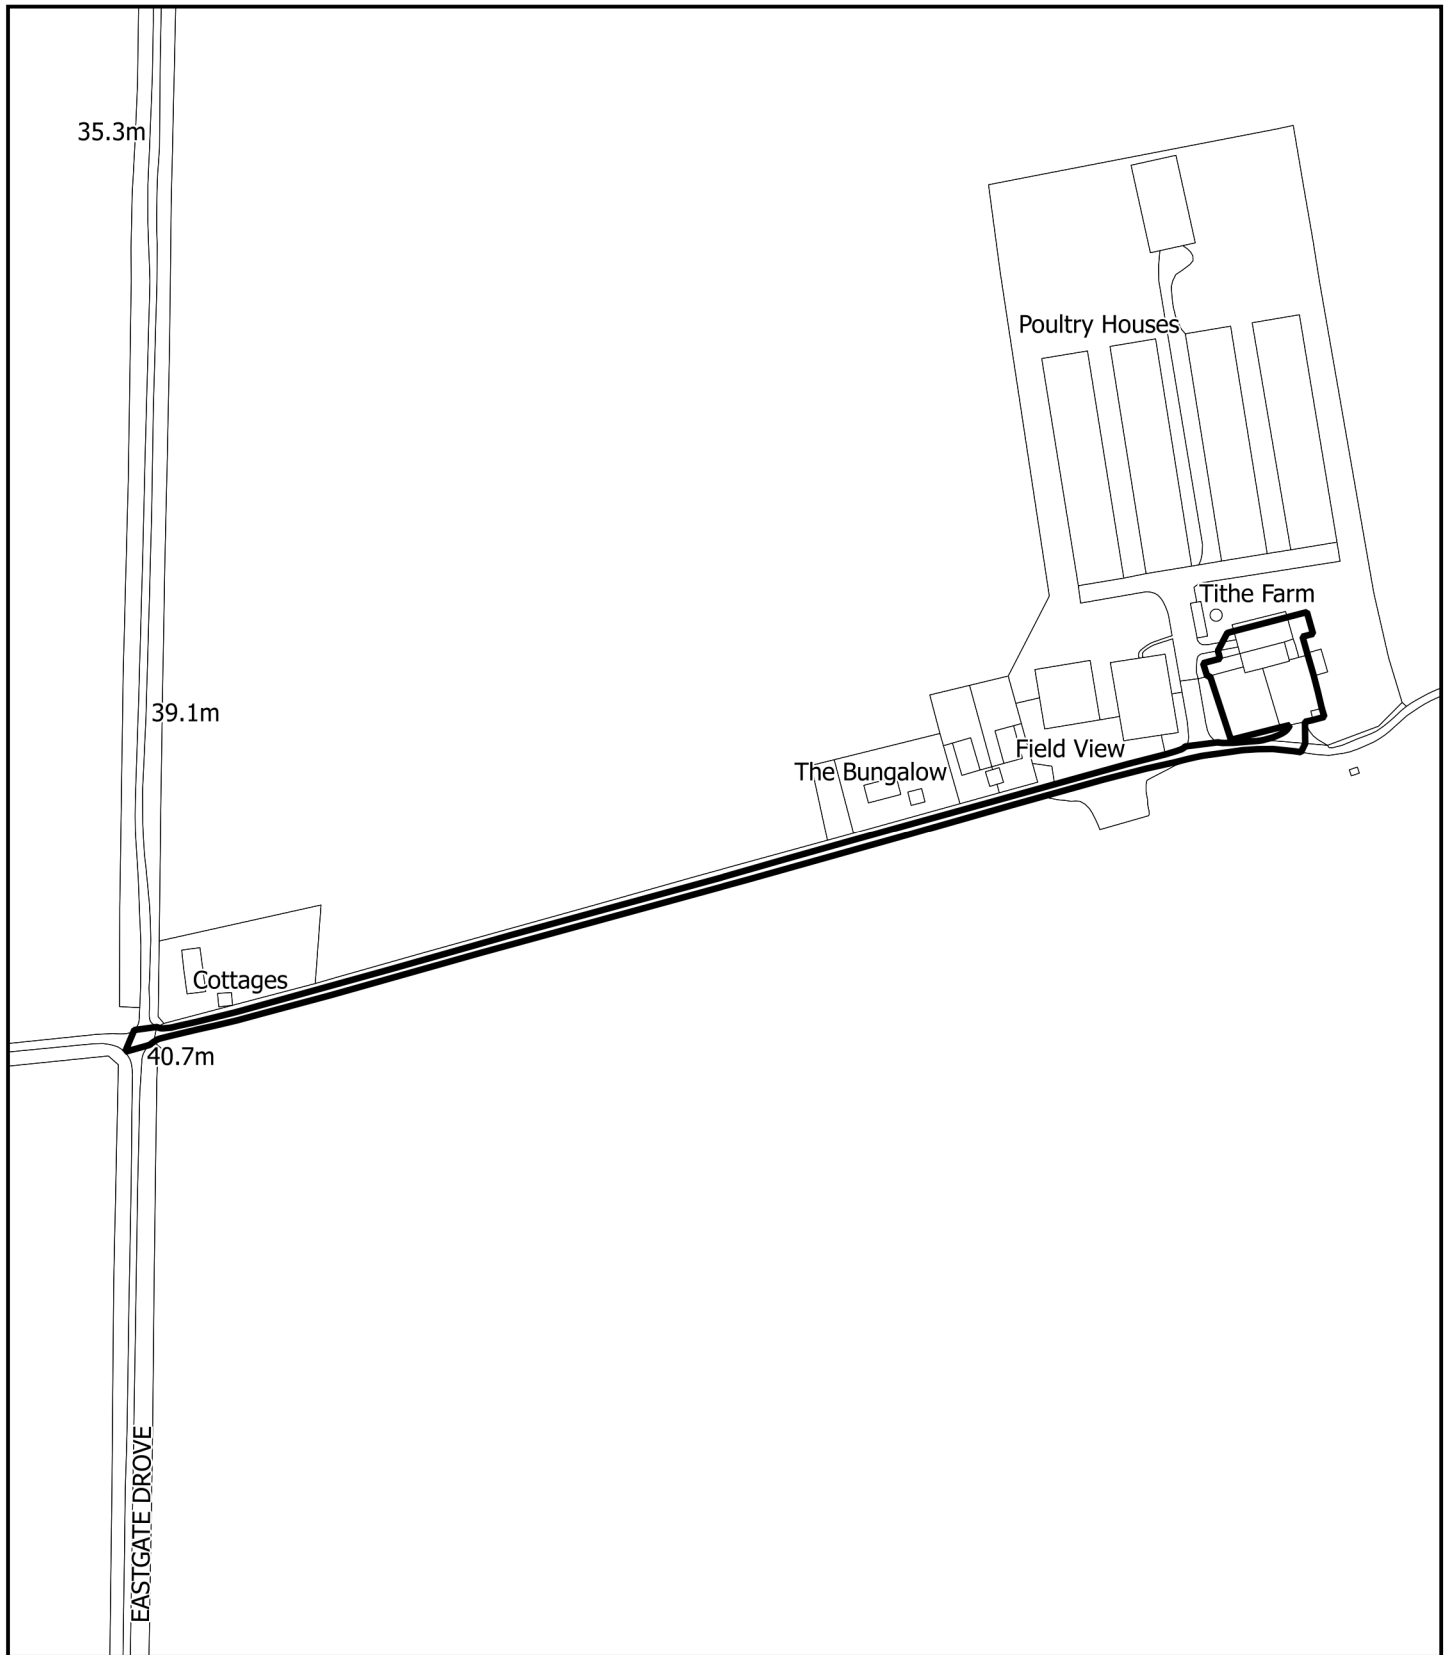 35.3m
Poultry Houses
Tithe Farm
39.1m
Field View
The Bungalow
Cottages
40.7m
EASTGATE DROVE